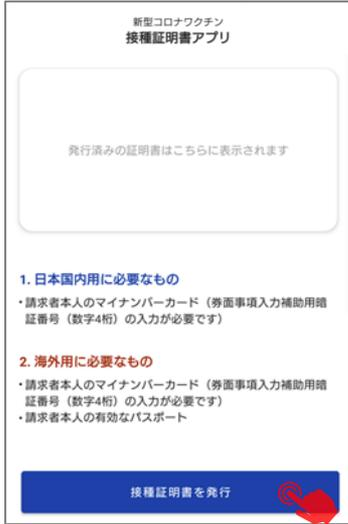 新型コロナワクチン
接種証明書アプリ
発行済みの証明書はこちらに表示されます
1. 日本国内用に必要なもの
・請求者本人のマイナンバーカード（券面事項入力補助用暗
証番号（数字4桁）の入力が必要です）
2. 海外用に必要なもの
・請求者本人のマイナンバーカード（券面事項入力補助用暗
証番号（数字4桁）の入力が必要です）
・請求者本人の有効なパスポート
接種証明書を発行